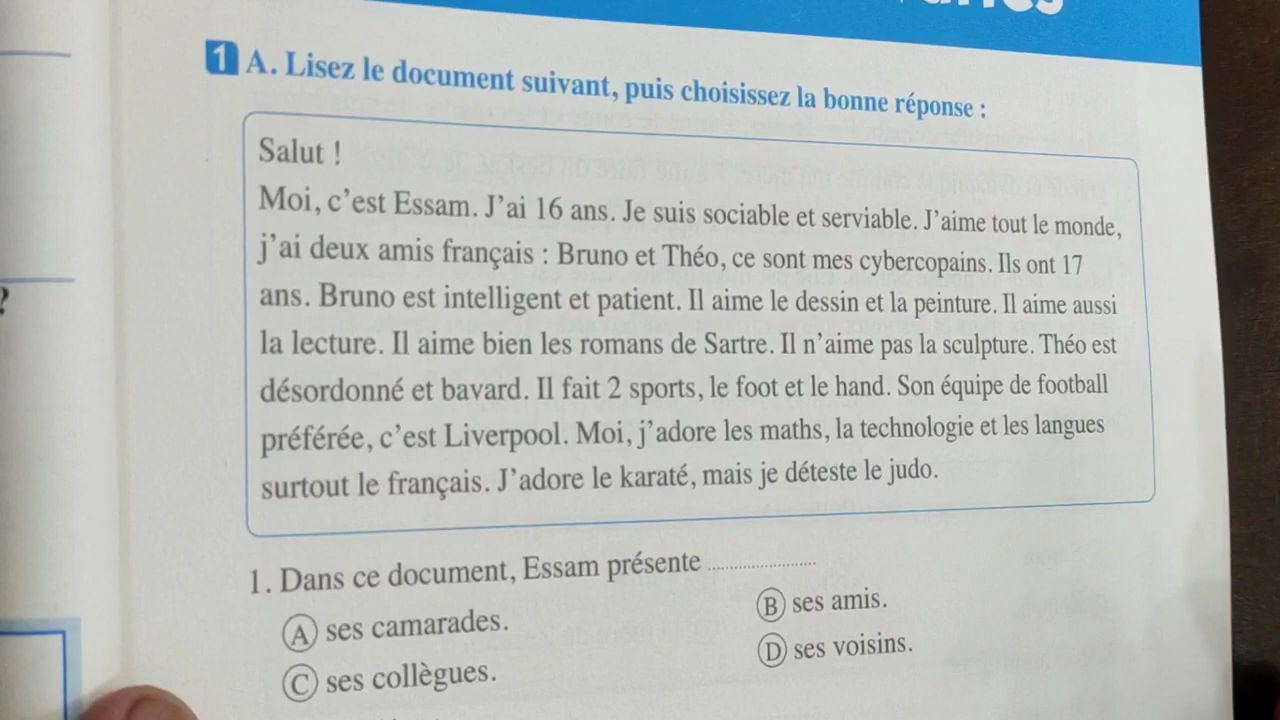 1 A. Lisez le document suivant, puis choisissez la bonne réponse :
Salut !
Moi, c’est Essam. J’ai 16 ans. Je suis sociable et serviable. J’aime tout le monde,
j’ai deux amis français : Bruno et Théo, ce sont mes cybercopains. Ils ont 17
ans. Bruno est intelligent et patient. Il aime le dessin et la peinture. Il aime aussi
la lecture. Il aime bien les romans de Sartre. Il n’aime pas la sculpture. Théo est
désordonné et bavard. Il fait 2 sports, le foot et le hand. Son équipe de football
préférée, c’est Liverpool. Moi, j’adore les maths, la technologie et les langues
surtout le français. J’adore le karaté, mais je déteste le judo.
1. Dans ce document, Essam présente ........................
A ses camarades.
B ses amis.
C ses collègues.
D ses voisins.
?